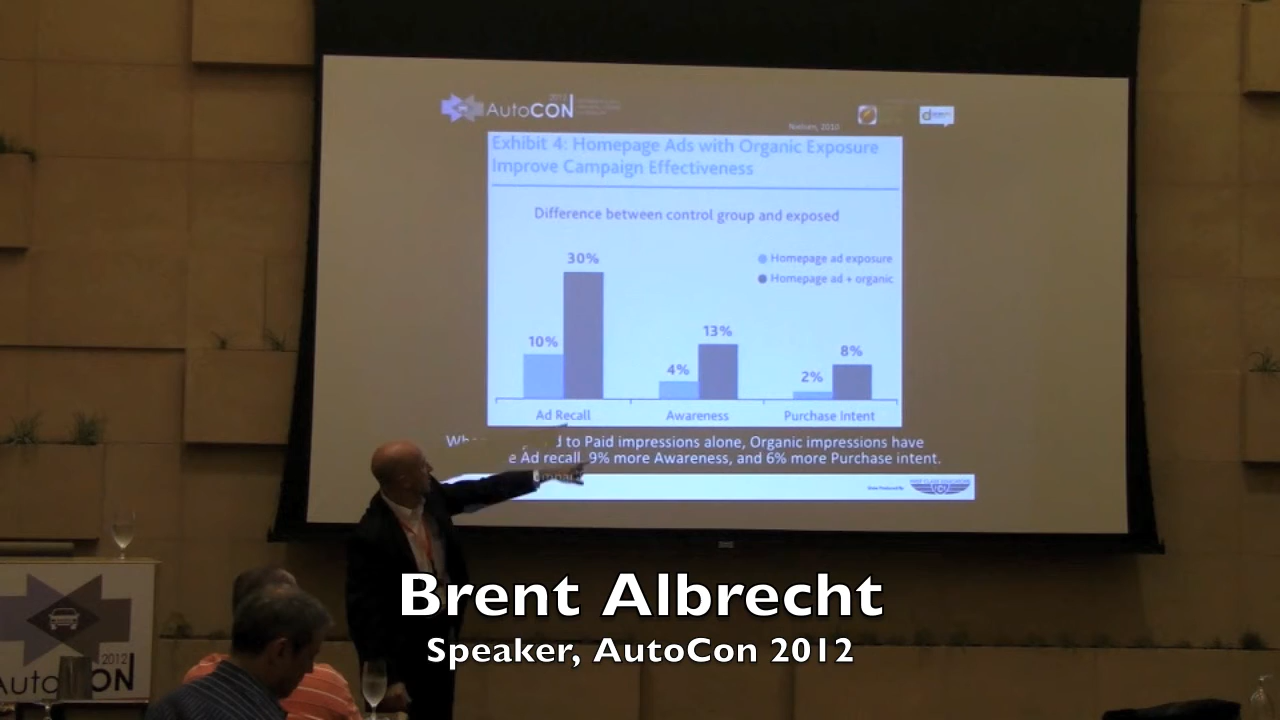 AutoCON
Nielsen, 2010
Exhibit 4: Homepage Ads with Organic Exposure
Improve Campaign Effectiveness
Difference between control group and exposed
Homepage ad exposure
Homepage ad + organic
30%
10%
13%
4%
8%
2%
Ad Recall Awareness Purchase Intent
to Paid impressions alone, Organic impressions have
Ad recall, 9% more Awareness, and 6% more Purchase intent.
Brent Albrecht
Speaker, AutoCon 2012
2012
AutoCON